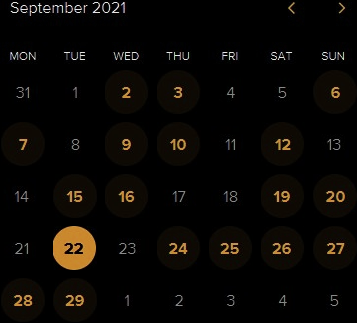 September 2021
MON TUE WED THU FRI SAT SUN
31 1 2 3 4 5 6
7 8 9 10 11 12 13
14 15 16 17 18 19 20
21 22 23 24 25 26 27
28 29 1 2 3 4 5